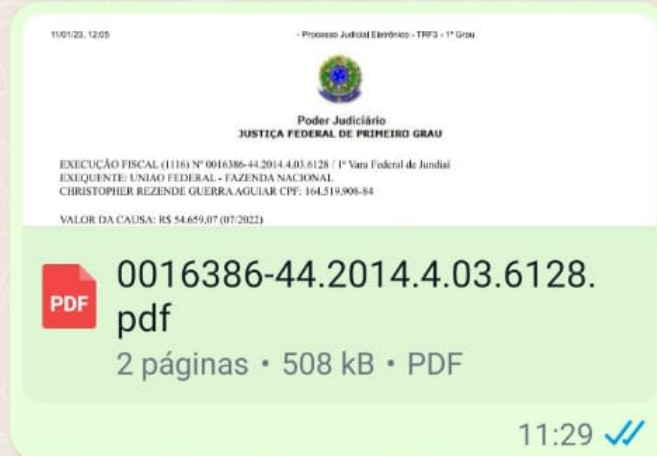 11/01/23, 12:05
- Processo Judicial Eletrônico - TRF3 - 1º Grau
Poder Judiciário
JUSTIÇA FEDERAL DE PRIMEIRO GRAU
EXECUÇÃO FISCAL (1116) Nº 0016386-44.2014.4.03.6128 / 1ª Vara Federal de Jundiaí
EXEQUENTE: UNIAO FEDERAL - FAZENDA NACIONAL
CHRISTOPHER REZENDE GUERRA AGUIAR CPF: 164.519.908-84
VALOR DA CAUSA: R$ 54.659,07 (07/2022)
PDF
0016386-44.2014.4.03.6128.
pdf
2 páginas • 508 kB • PDF
11:29